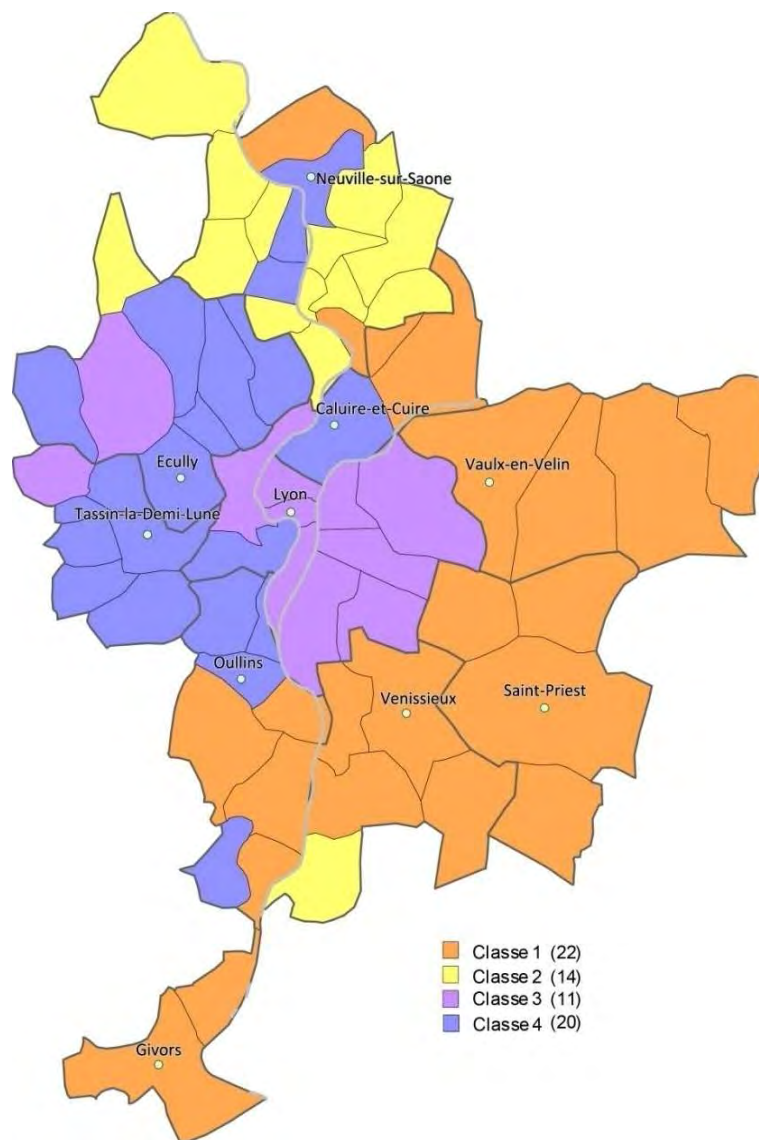 Neuville-sur-Saone
Caluire-et-Cuire
Ecully
Vaulx-en-Velin
Lyon
Tassin-la-Demi-Lune
Oullins
Venissieux
Saint-Priest
Classe 1 (22)
Classe 2 (14)
Classe 3 (11)
Classe 4 (20)
Givors